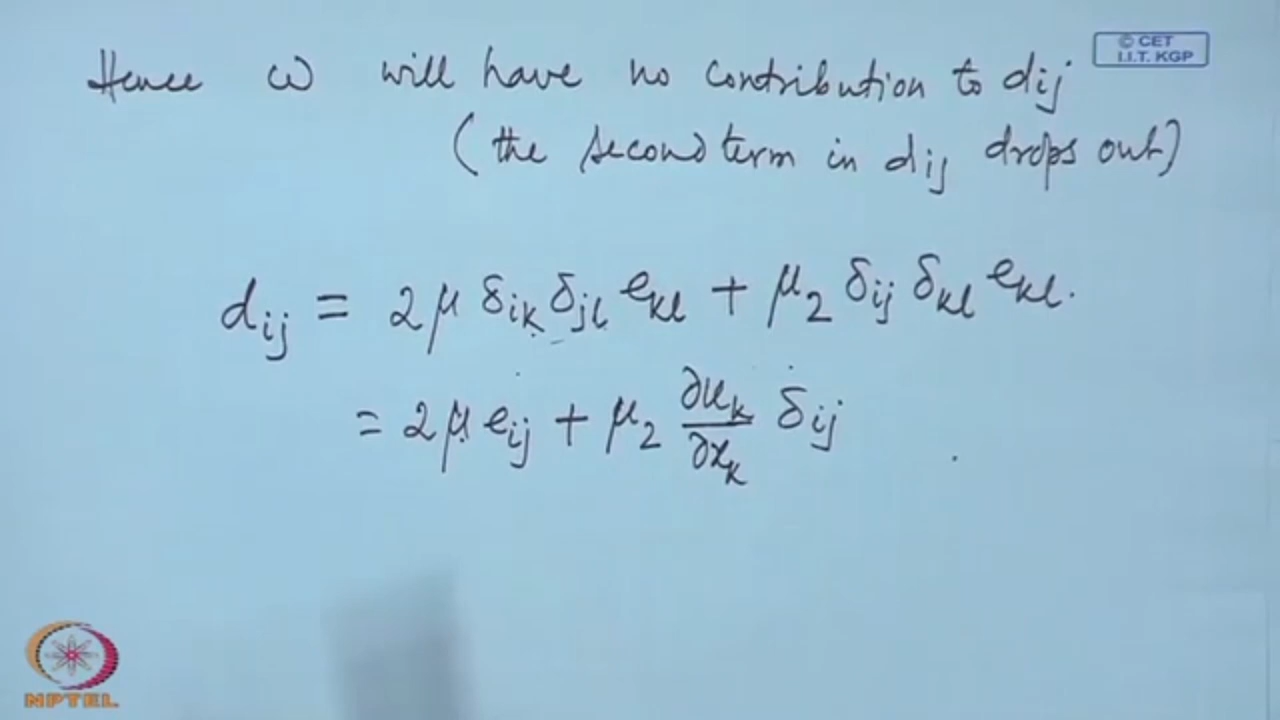 © CET
I.I.T. KGP
Hence ω will have no contribution to dij
(the second term in dij drops out)
dij = 2μ δik δjl ekl + μ2 δij δkl ekl.
= 2μ eij + μ2 ∂uk/∂xk δij
NPTEL